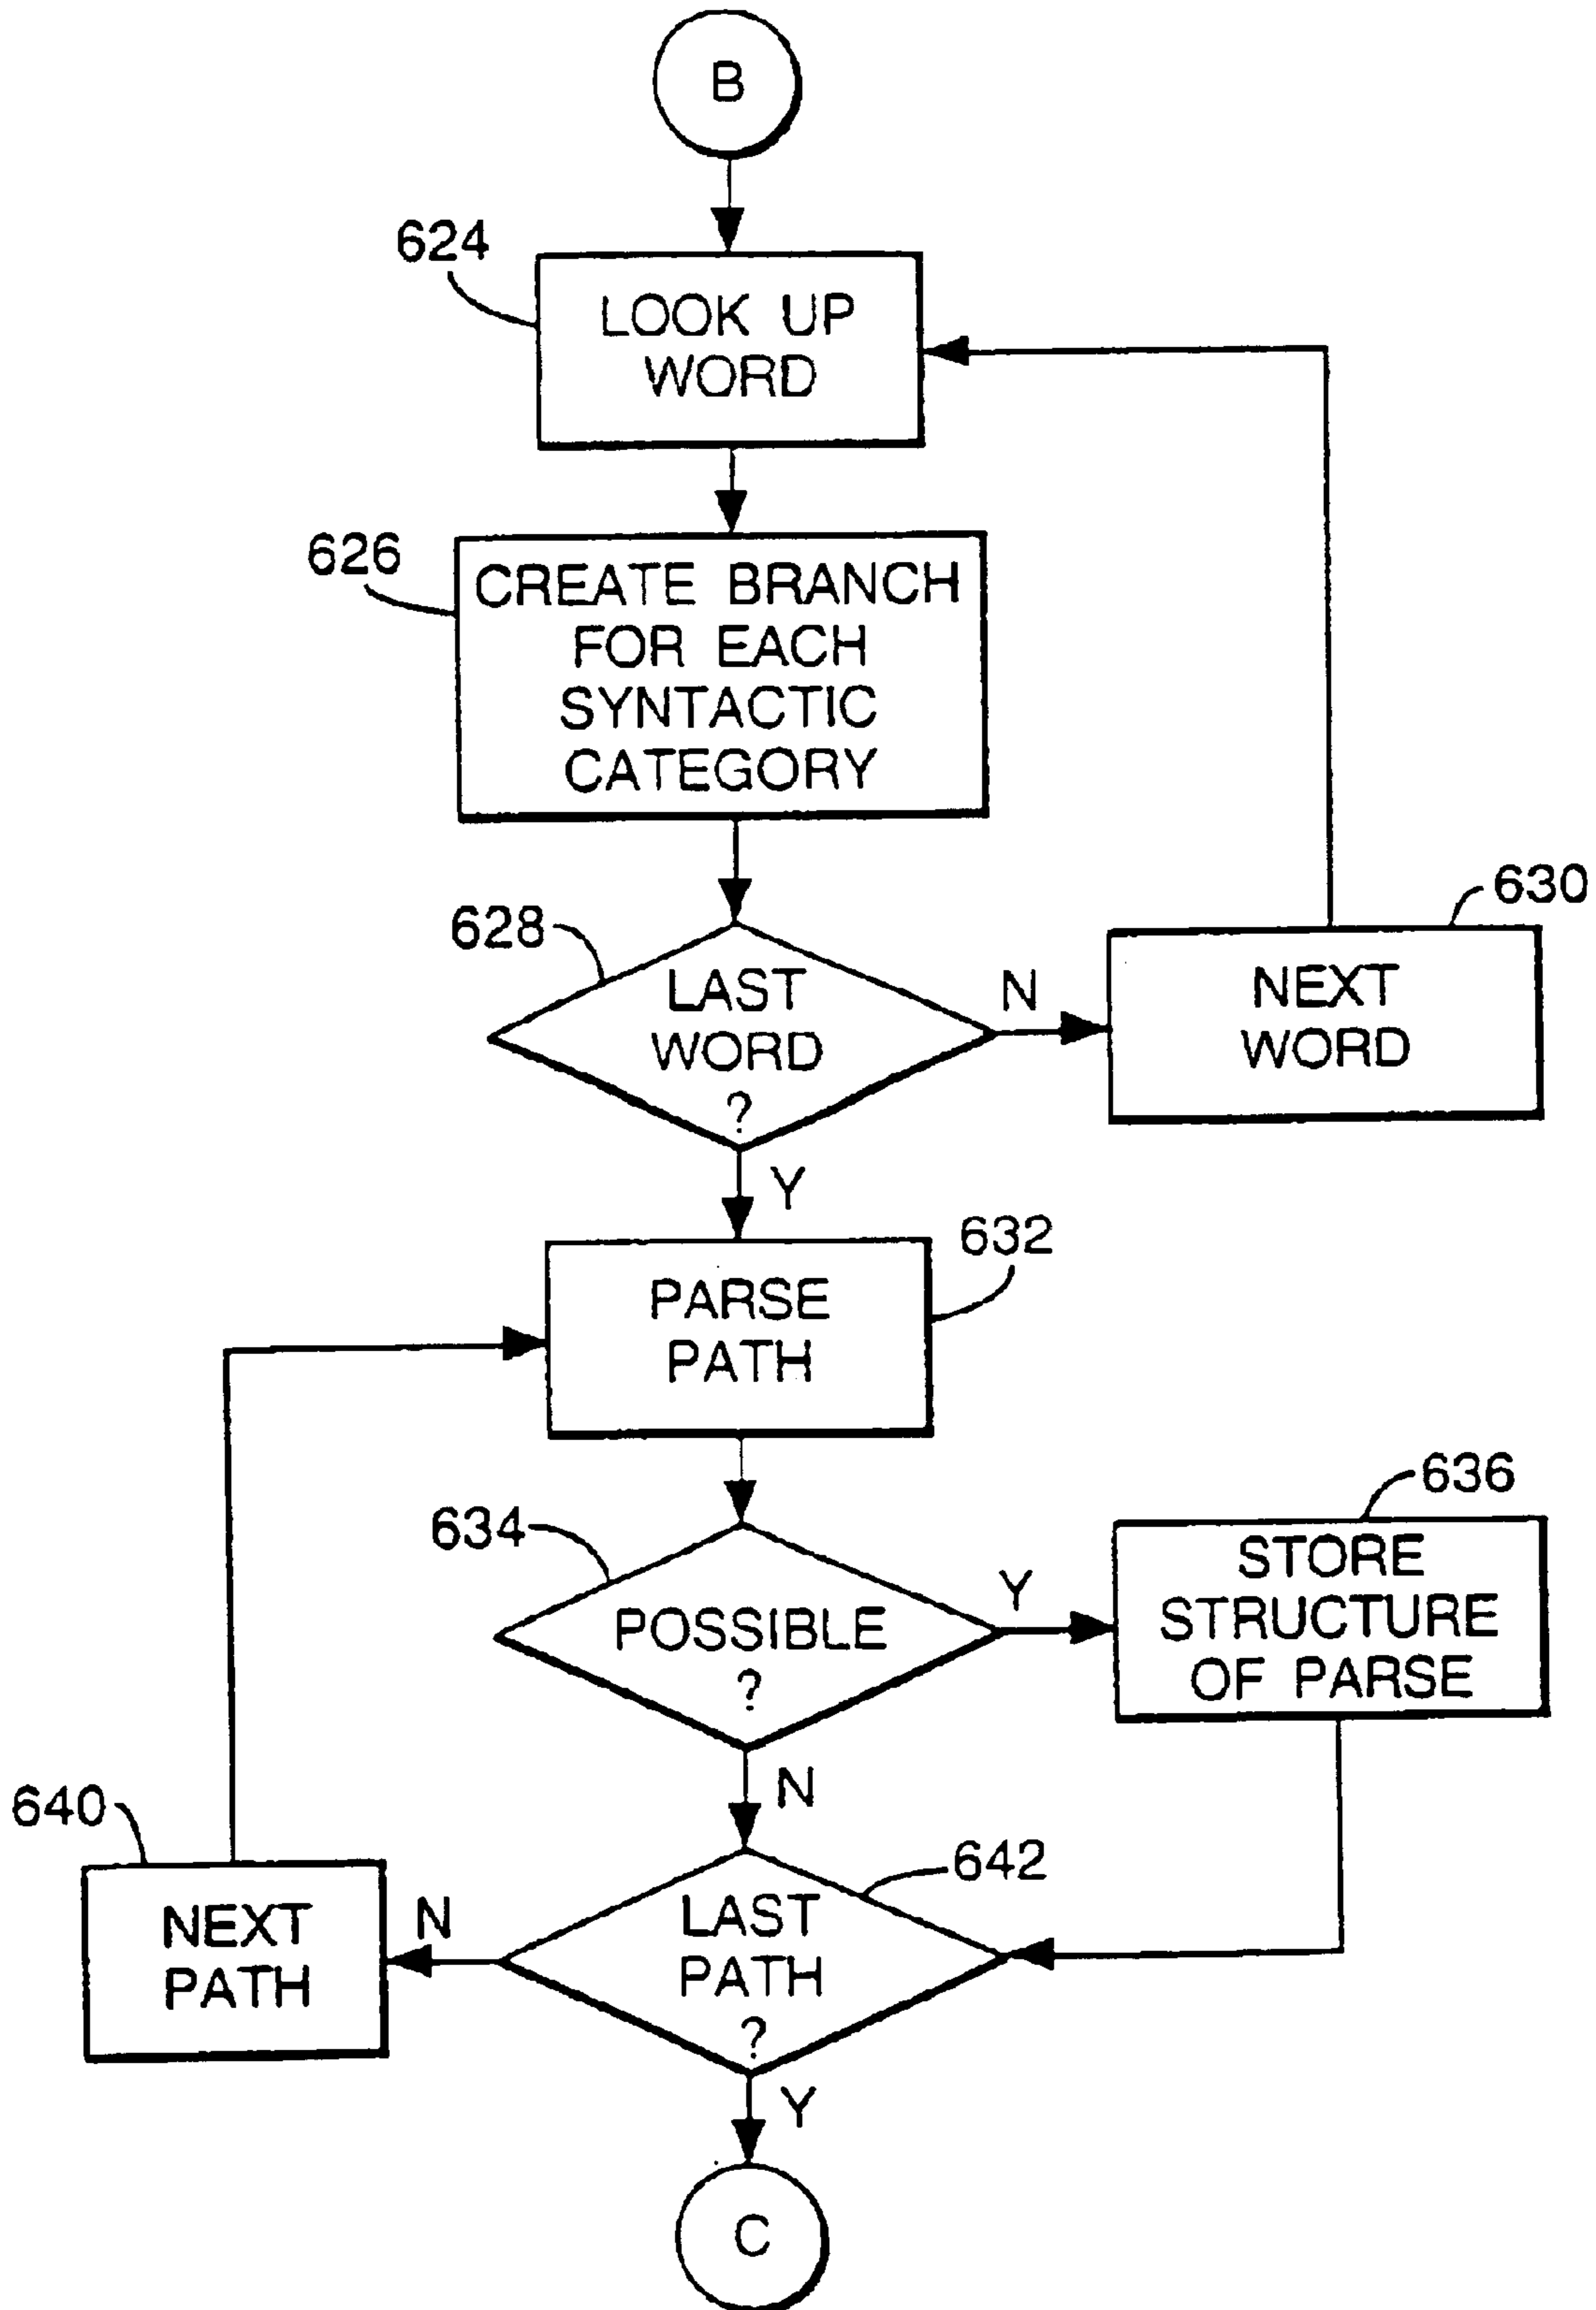 B
624
LOOK UP
WORD
626
CREATE BRANCH
FOR EACH
SYNTACTIC
CATEGORY
628
LAST
WORD
?
N
630
NEXT
WORD
Y
632
PARSE
PATH
634
POSSIBLE
?
Y
636
STORE
STRUCTURE
OF PARSE
N
640
NEXT
PATH
N
642
LAST
PATH
?
Y
C